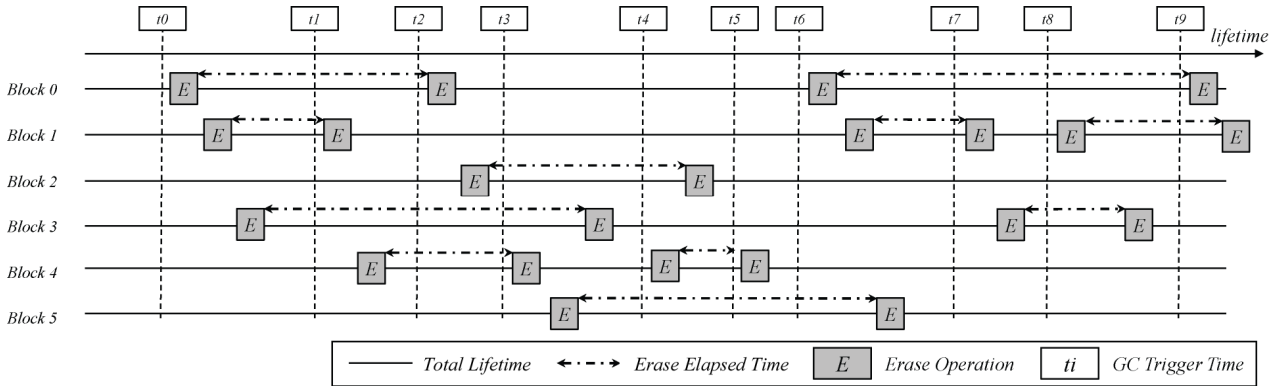 t0 t1 t2 t3 t4 t5 t6 t7 t8 t9
lifetime
Block 0 E E E E
Block 1 E E E E E E
Block 2 E E
Block 3 E E E E
Block 4 E E E E
Block 5 E E
Total Lifetime Erase Elapsed Time E Erase Operation ti GC Trigger Time